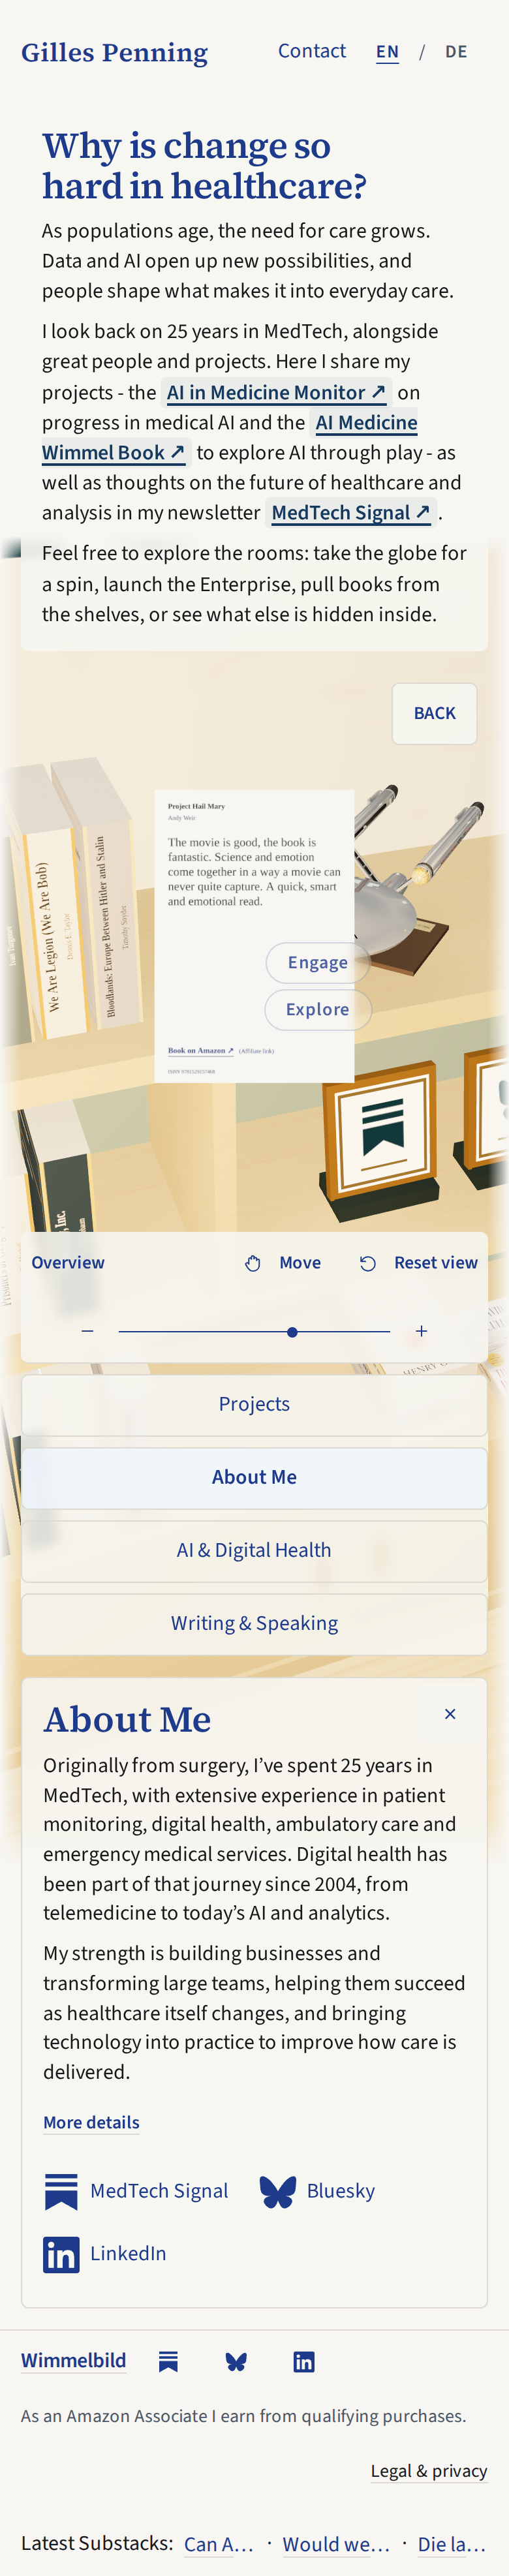 Gilles Penning
Contact
EN / DE
Why is change so
hard in healthcare?
As populations age, the need for care grows.
Data and AI open up new possibilities, and
people shape what makes it into everyday care.
I look back on 25 years in MedTech, alongside
great people and projects. Here I share my
projects - the AI in Medicine Monitor ↗ on
progress in medical AI and the AI Medicine
Wimmel Book ↗ to explore AI through play - as
well as thoughts on the future of healthcare and
analysis in my newsletter MedTech Signal ↗ .
Feel free to explore the rooms: take the globe for
a spin, launch the Enterprise, pull books from
the shelves, or see what else is hidden inside.
BACK
We Are Legion (We Are Bob)
Dennis E. Taylor
Bloodlands: Europe Between Hitler and Stalin
Timothy Snyder
Project Hail Mary
Andy Weir
The movie is good, the book is
fantastic. Science and emotion
come together in a way a movie can
never quite capture. A quick, smart
and emotional read.
Engage
Explore
Book on Amazon ↗ (Affiliate link)
Inc.
Overview
Move
Reset view
− +
Projects
About Me
AI & Digital Health
Writing & Speaking
About Me
×
Originally from surgery, I’ve spent 25 years in
MedTech, with extensive experience in patient
monitoring, digital health, ambulatory care and
emergency medical services. Digital health has
been part of that journey since 2004, from
telemedicine to today’s AI and analytics.
My strength is building businesses and
transforming large teams, helping them succeed
as healthcare itself changes, and bringing
technology into practice to improve how care is
delivered.
More details
MedTech Signal
Bluesky
LinkedIn
Wimmelbild
As an Amazon Associate I earn from qualifying purchases.
Legal & privacy
Latest Substacks: Can A… · Would we… · Die la…